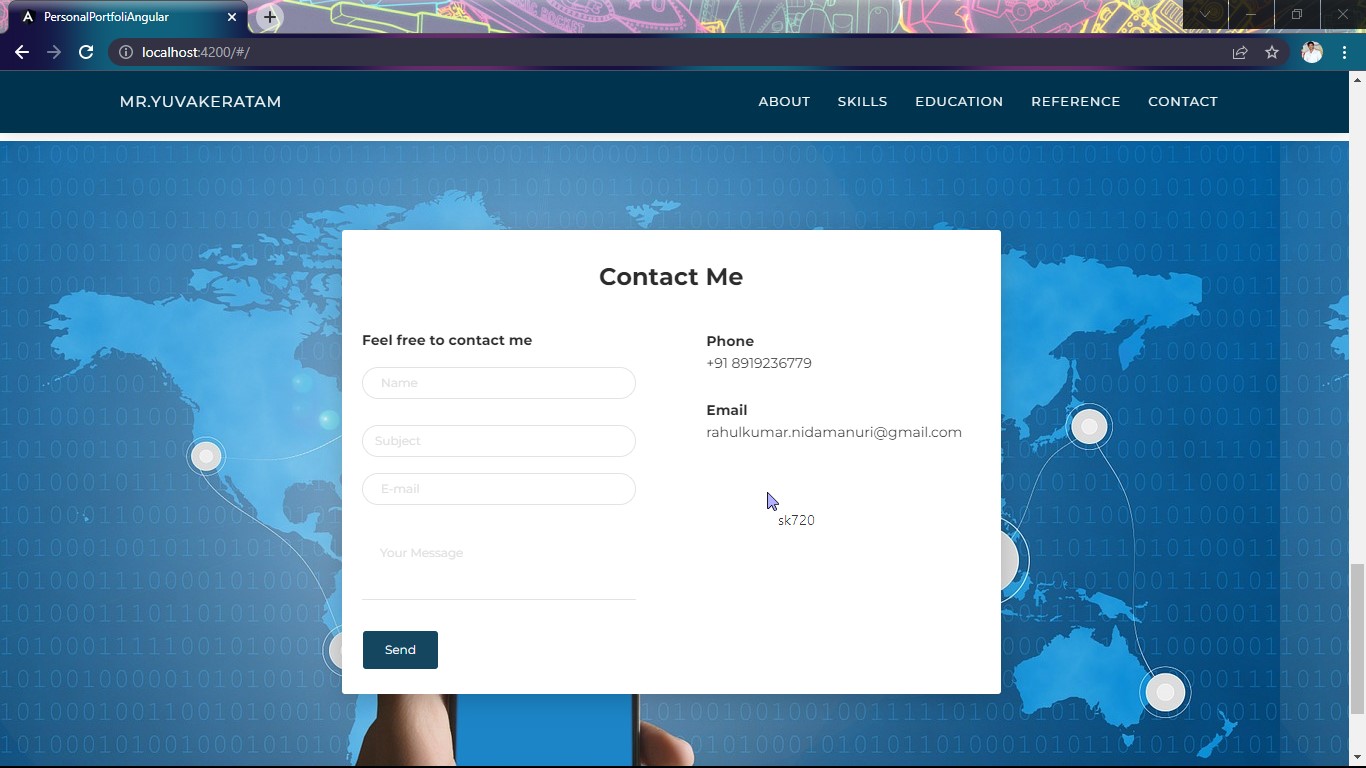 PersonalPortfoliAngular
localhost:4200/#/
MR.YUVAKERATAM
ABOUT SKILLS EDUCATION REFERENCE CONTACT
Contact Me
Feel free to contact me
Name
Subject
E-mail
Your Message
Send
Phone
+91 8919236779
Email
rahulkumar.nidamanuri@gmail.com
sk720